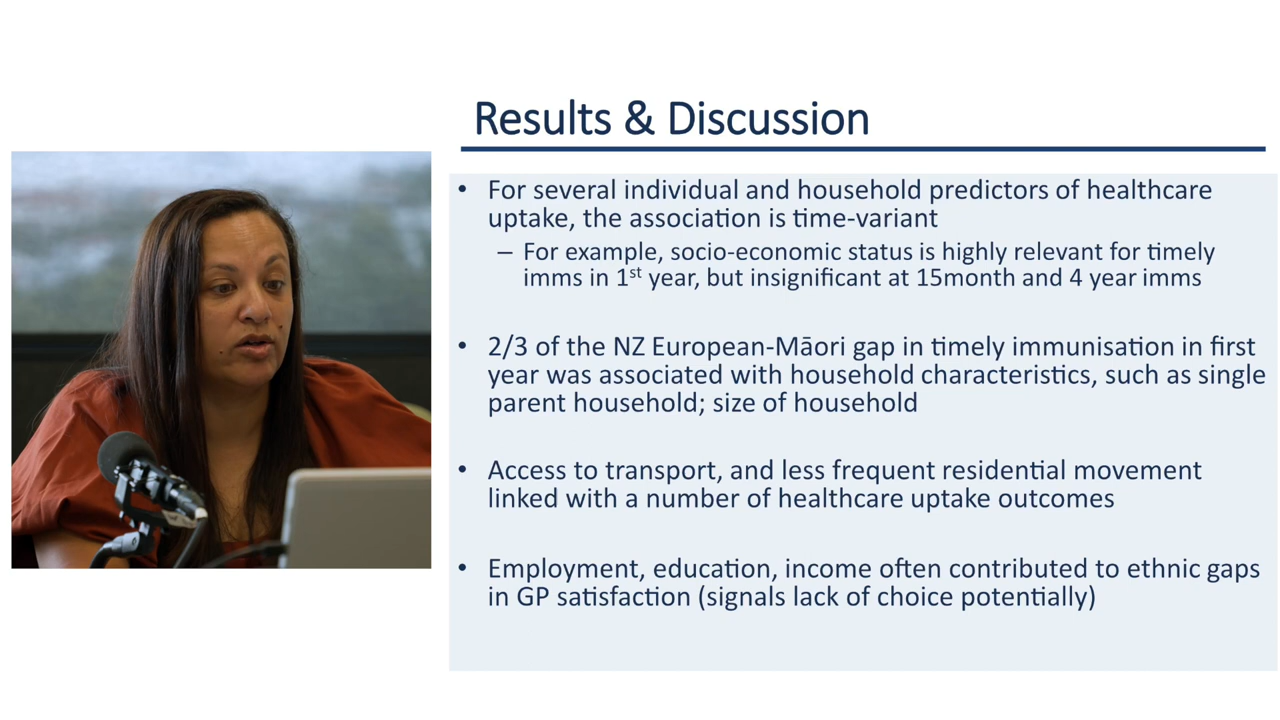 Results & Discussion
• For several individual and household predictors of healthcare
uptake, the association is time-variant
– For example, socio-economic status is highly relevant for timely
imms in 1st year, but insignificant at 15month and 4 year imms
• 2/3 of the NZ European-Māori gap in timely immunisation in first
year was associated with household characteristics, such as single
parent household; size of household
• Access to transport, and less frequent residential movement
linked with a number of healthcare uptake outcomes
• Employment, education, income often contributed to ethnic gaps
in GP satisfaction (signals lack of choice potentially)